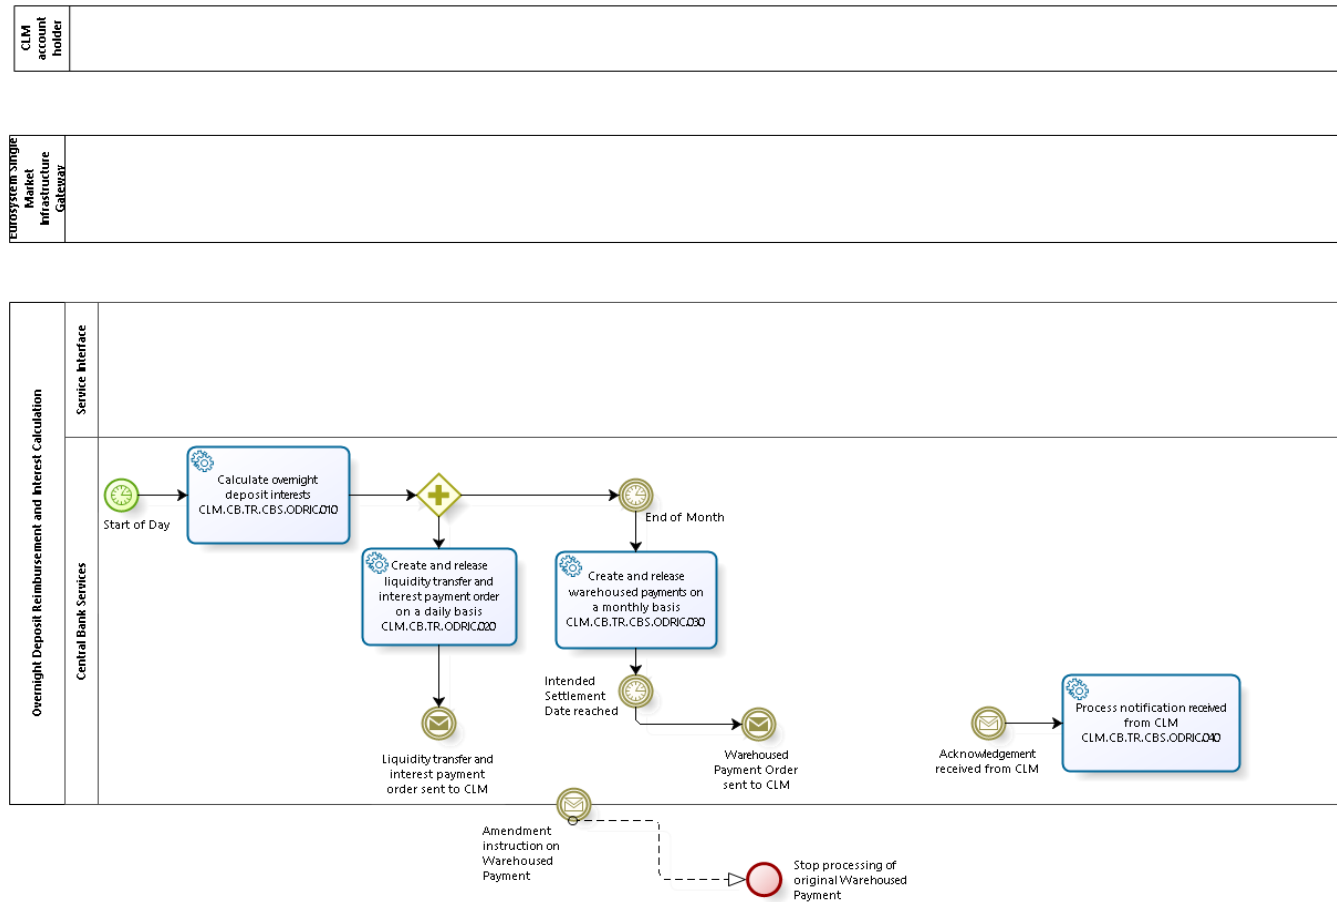 CLM
account
holder
Eurosystem Single
Market
Infrastructure
Gateway
Overnight Deposit Reimbursement and Interest Calculation
Service Interface
Central Bank Services
Start of Day
Calculate overnight
deposit interests
CLM.CB.TR.CBS.ODRIC.010
End of Month
Create and release
liquidity transfer and
interest payment order
on a daily basis
CLM.CB.TR.ODRIC.020
Create and release
warehoused payments on
a monthly basis
CLM.CB.TR.CBS.ODRIC.030
Intended
Settlement
Date reached
Liquidity transfer and
interest payment
order sent to CLM
Warehoused
Payment Order
sent to CLM
Acknowledgement
received from CLM
Process notification received
from CLM
CLM.CB.TR.CBS.ODRIC.040
Amendment
instruction on
Warehoused
Payment
Stop processing of
original Warehoused
Payment